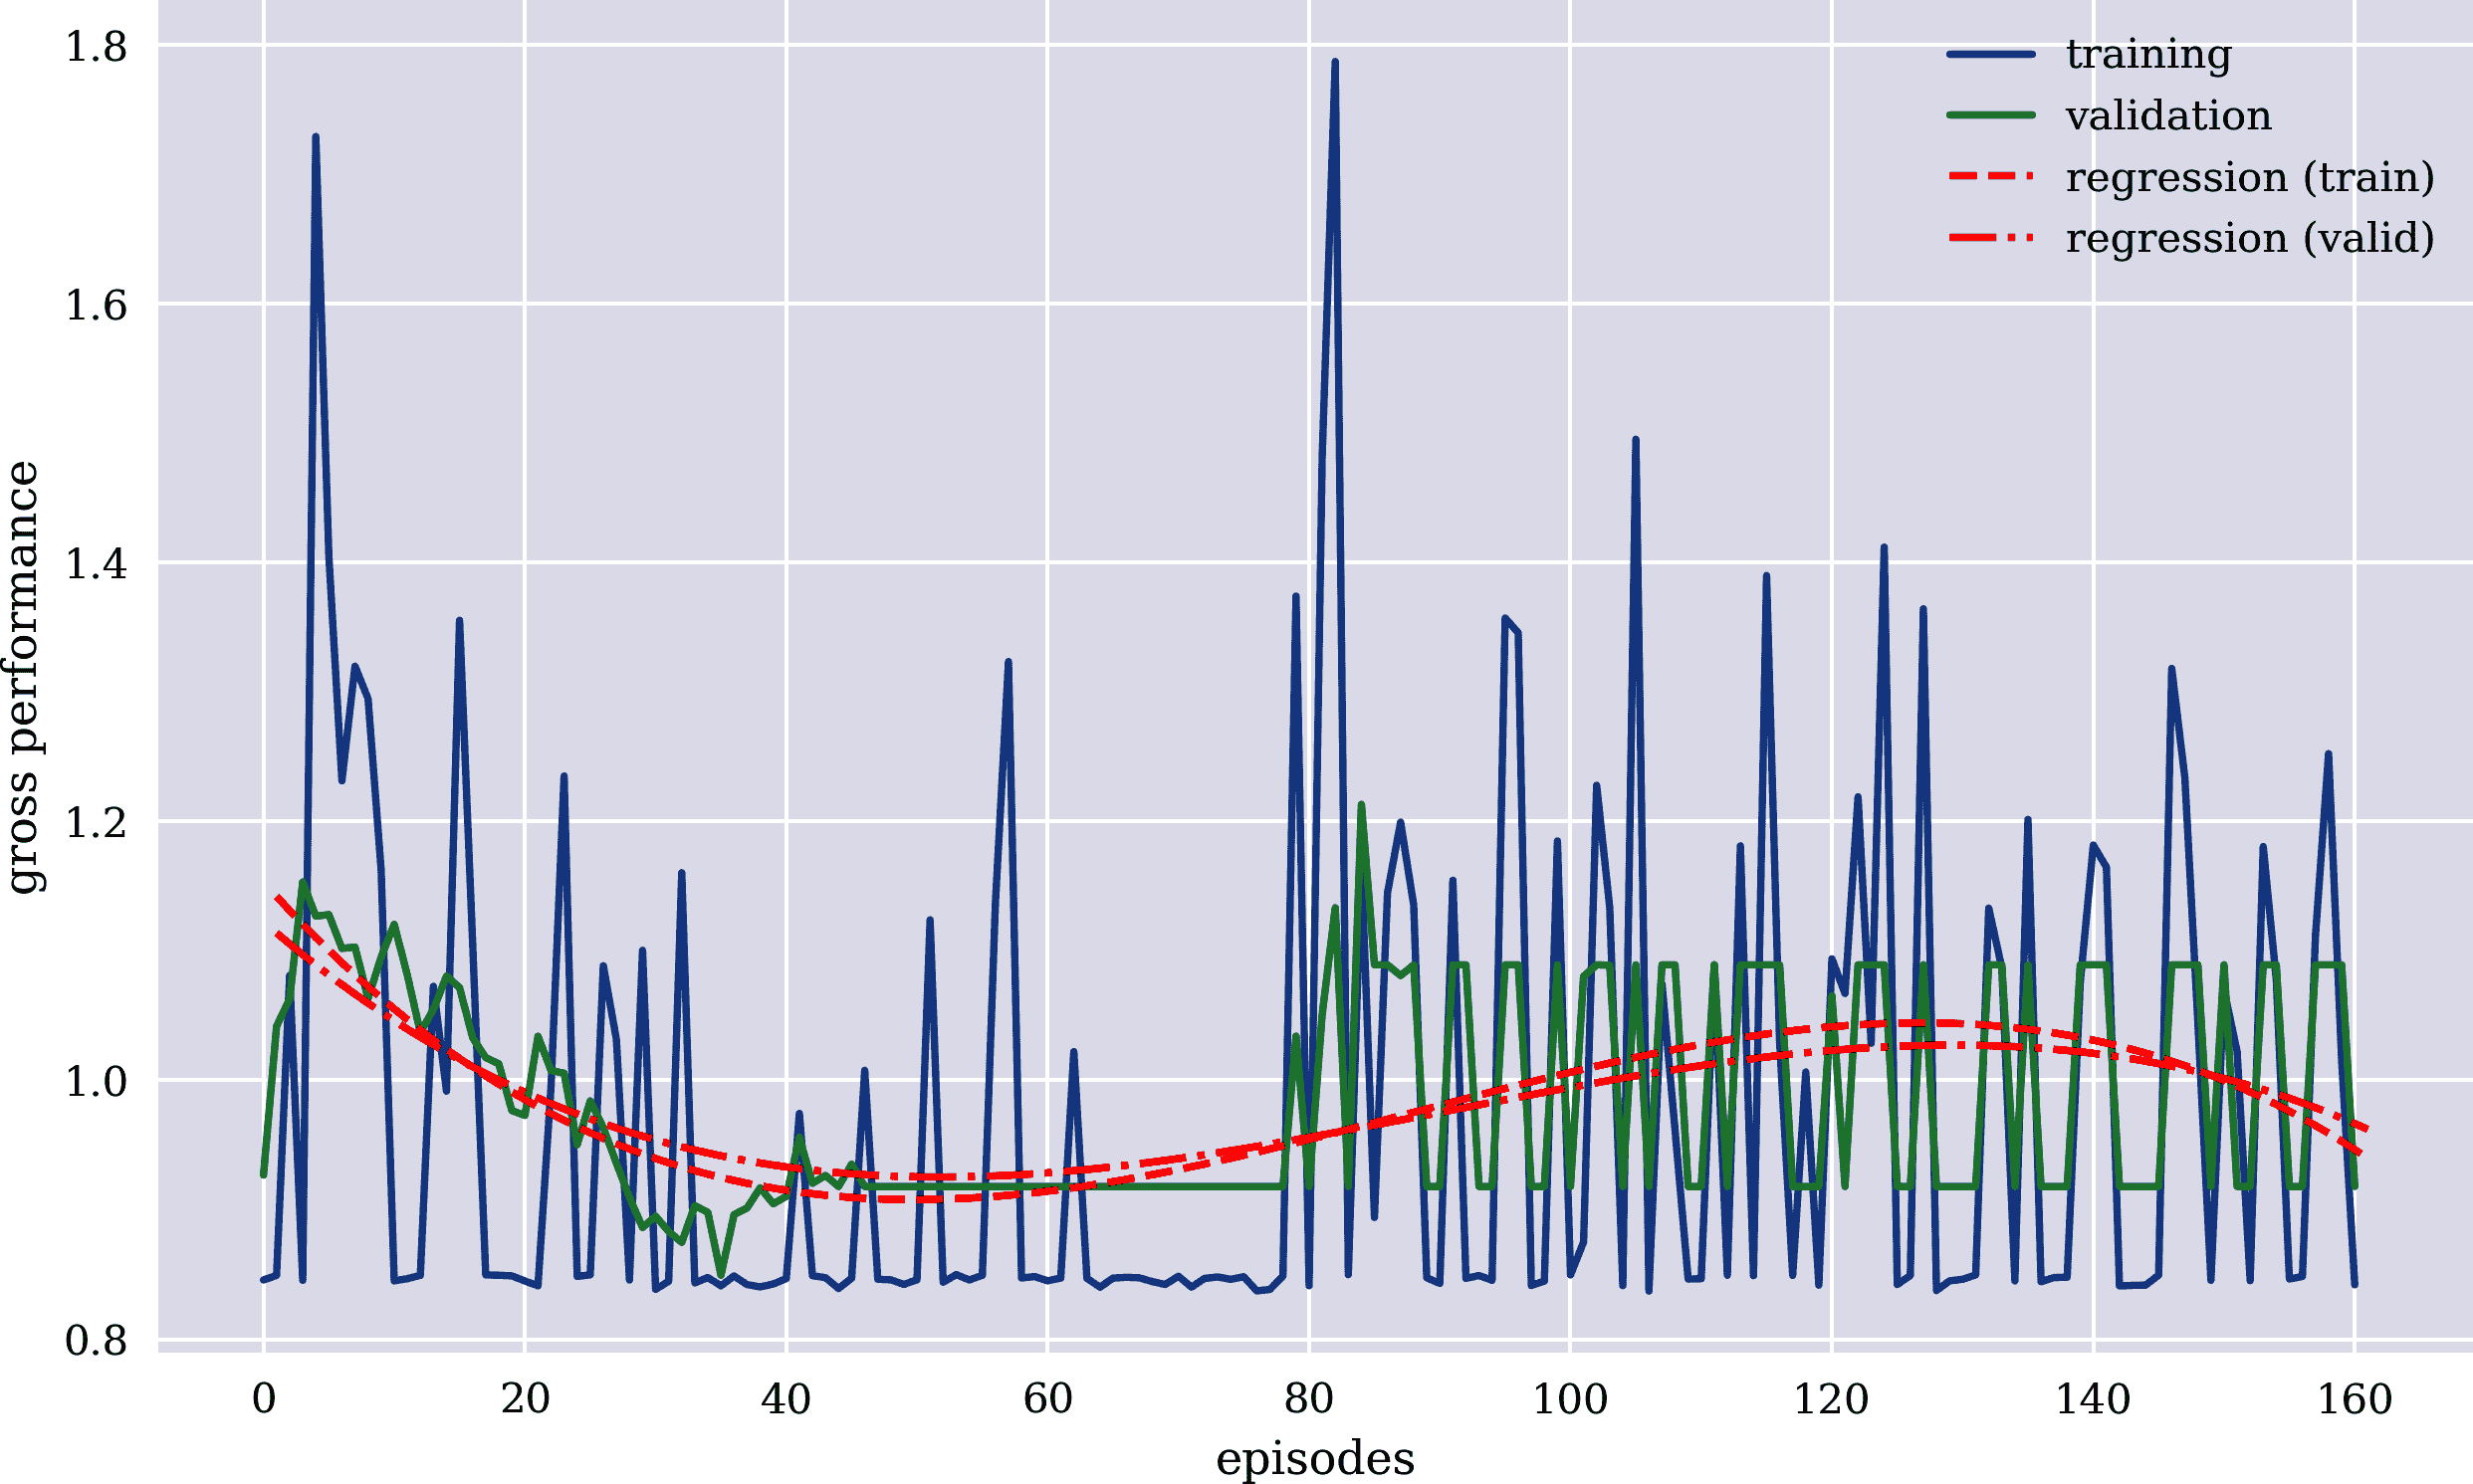 training
validation
regression (train)
regression (valid)
gross performance
1.8
1.6
1.4
1.2
1.0
0.8
0 20 40 60 80 100 120 140 160
episodes